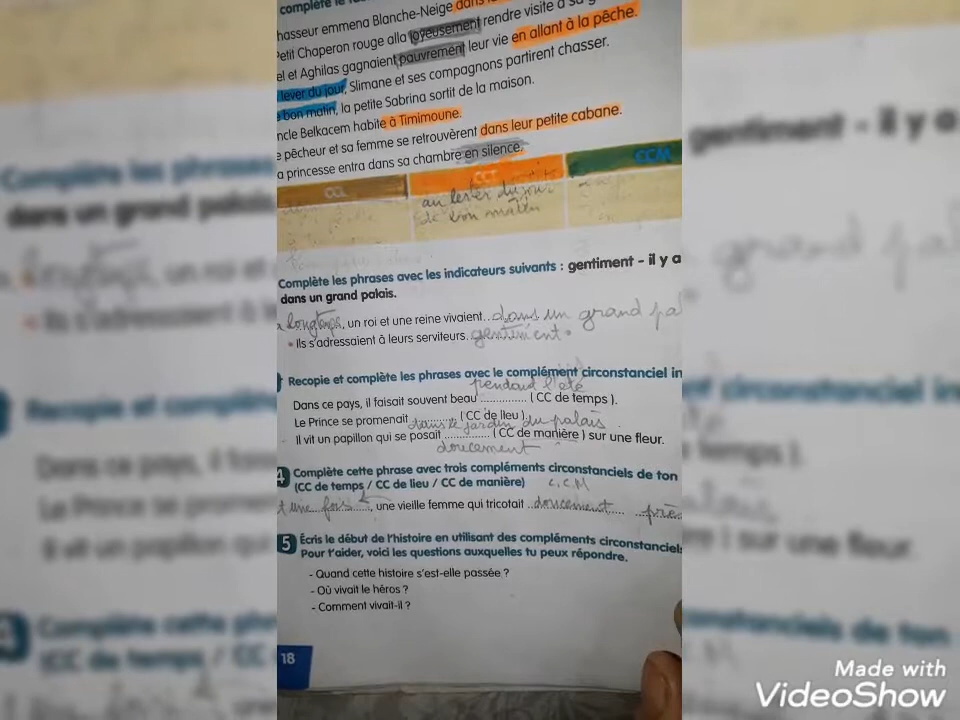 complète le
hasseur emmena Blanche-Neige dans
Petit Chaperon rouge alla joyeusement rendre visite à sa
el et Aghilas gagnaient pauvrement leur vie en allant à la pêche.
lever du jour, Slimane et ses compagnons partirent chasser.
bon matin, la petite Sabrina sortit de la maison.
ncle Belkacem habite à Timimoune.
e pêcheur et sa femme se retrouvèrent dans leur petite cabane.
a princesse entra dans sa chambre en silence.
CCL CCT CCM
au lever du jour
de bon matin
Complète les phrases avec les indicateurs suivants : gentiment - il y a
dans un grand palais.
a longtemps, un roi et une reine vivaient.. dans un grand pal
Ils s'adressaient à leurs serviteurs. gentiment.
Recopie et complète les phrases avec le complément circonstanciel in
pendant l'été
Dans ce pays, il faisait souvent beau .............. ( CC de temps ).
Le Prince se promenait .............. ( CC de lieu ).
dans le jardin du palais.
Il vit un papillon qui se posait .............. ( CC de manière ) sur une fleur.
doucement
4 Complète cette phrase avec trois compléments circonstanciels de ton
(CC de temps / CC de lieu / CC de manière) C.C.M
t une fois, une vieille femme qui tricotait .. doucement ... près
5 Écris le début de l'histoire en utilisant des compléments circonstanciels
Pour t'aider, voici les questions auxquelles tu peux répondre.
- Quand cette histoire s'est-elle passée ?
- Où vivait le héros ?
- Comment vivait-il ?
18
Made with
VideoShow